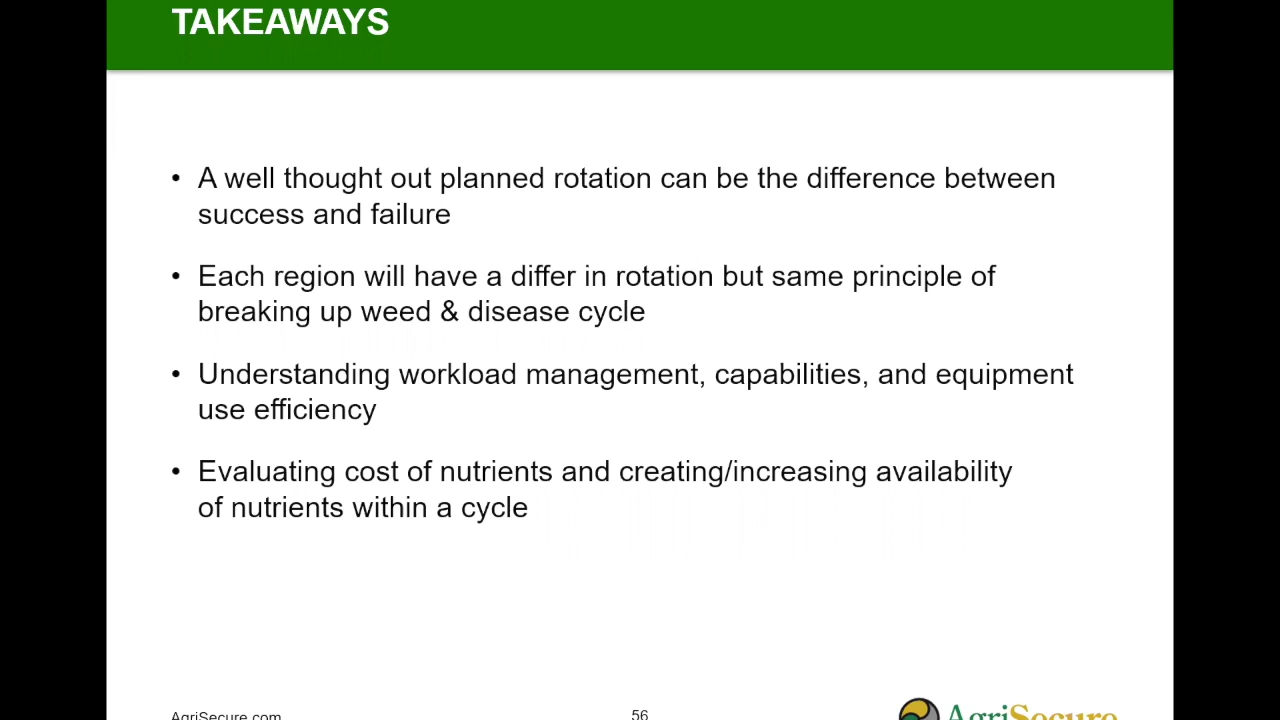 TAKEAWAYS
• A well thought out planned rotation can be the difference between
success and failure
• Each region will have a differ in rotation but same principle of
breaking up weed & disease cycle
• Understanding workload management, capabilities, and equipment
use efficiency
• Evaluating cost of nutrients and creating/increasing availability
of nutrients within a cycle
AgriSecure.com
56
AgriSecure